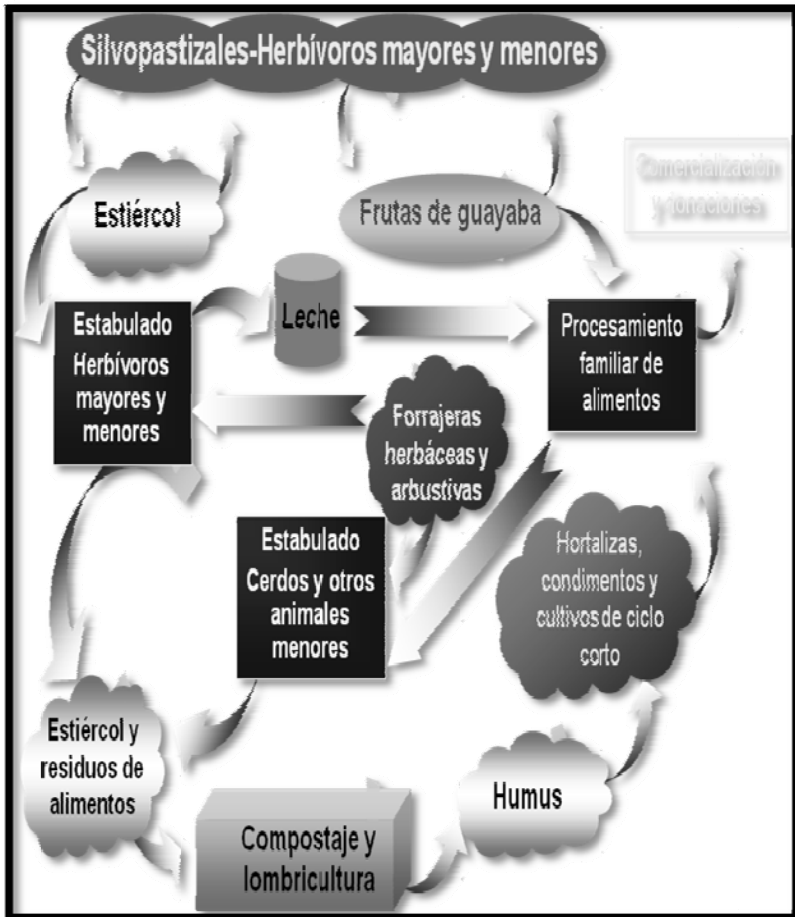 Silvopastizales-Herbívoros mayores y menores
Estiércol
Frutas de guayaba
Comercialización
y donaciones
Estabulado
Herbívoros
mayores y
menores
Leche
Procesamiento
familiar de
alimentos
Forrajeras
herbáceas y
arbustivas
Estabulado
Cerdos y otros
animales
menores
Hortalizas,
condimentos y
cultivos de ciclo
corto
Estiércol y
residuos de
alimentos
Humus
Compostaje y
lombricultura